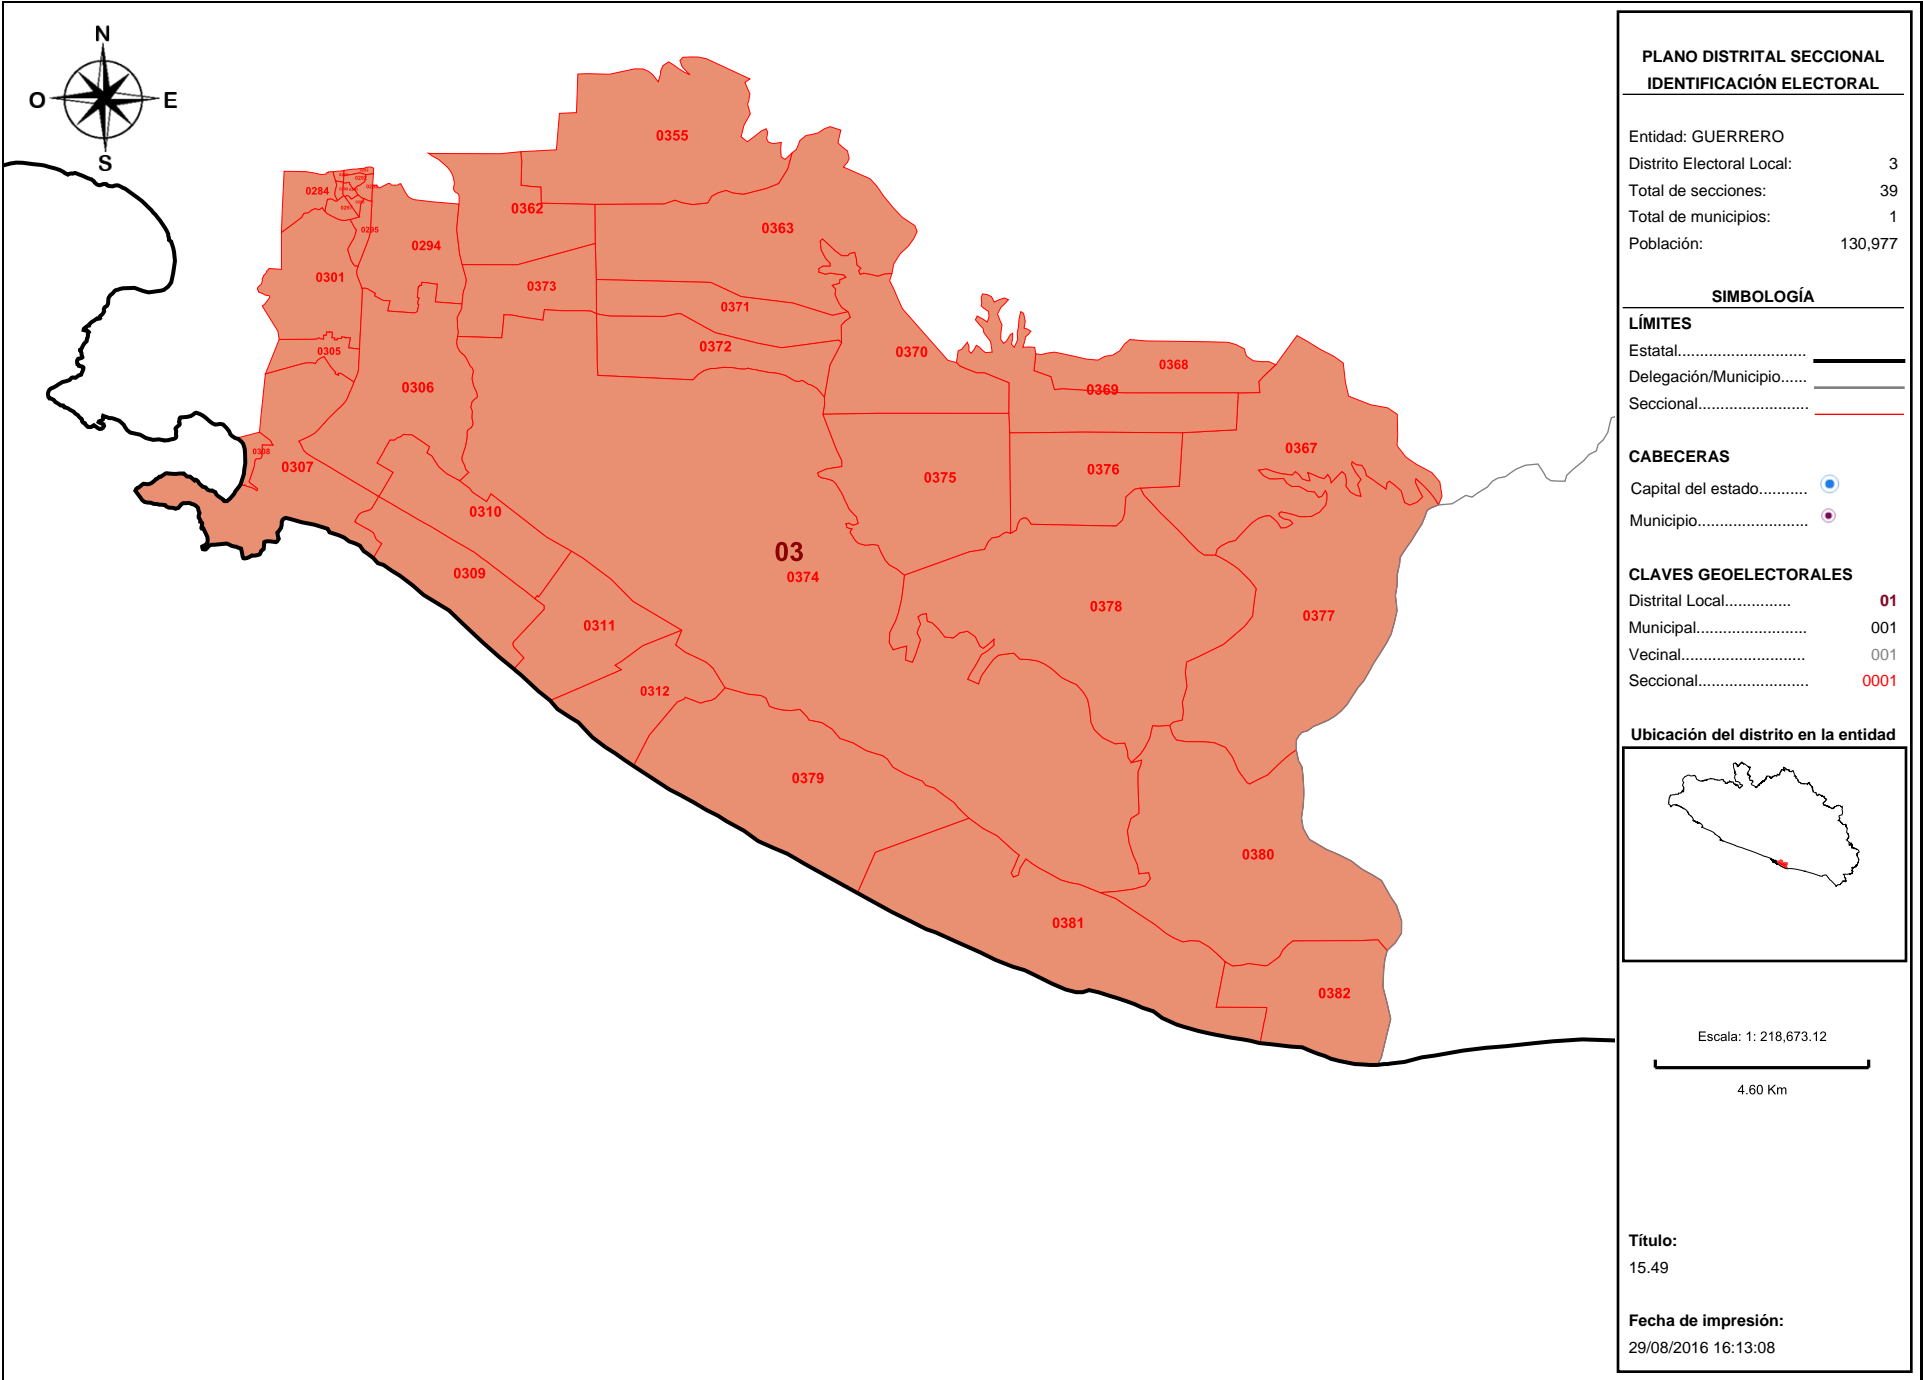 N
O
E
S
0355
0284
0362
0363
0295
0294
0301
0373
0371
0372
0305
0306
0370
0368
0369
0308
0307
0367
0376
0375
0310
03
0374
0309
0378
0377
0311
0312
0379
0380
0381
0382
PLANO DISTRITAL SECCIONAL
IDENTIFICACIÓN ELECTORAL
Entidad: GUERRERO
Distrito Electoral Local: 3
Total de secciones: 39
Total de municipios: 1
Población: 130,977
SIMBOLOGÍA
LÍMITES
Estatal..............................
Delegación/Municipio......
Seccional.........................
CABECERAS
Capital del estado...........
Municipio.........................
CLAVES GEOELECTORALES
Distrital Local............... 01
Municipal........................ 001
Vecinal........................... 001
Seccional........................ 0001
Ubicación del distrito en la entidad
Escala: 1: 218,673.12
4.60 Km
Título:
15.49
Fecha de impresión:
29/08/2016 16:13:08